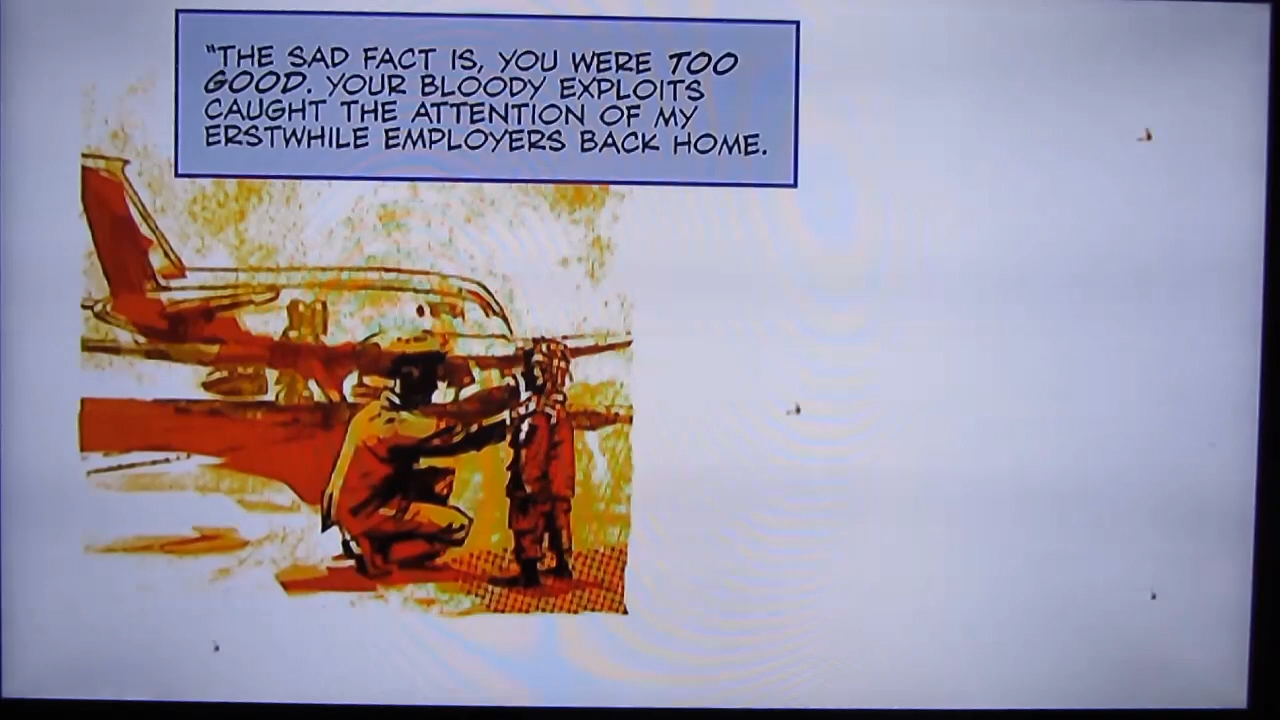 "THE SAD FACT IS, YOU WERE TOO
GOOD. YOUR BLOODY EXPLOITS
CAUGHT THE ATTENTION OF MY
ERSTWHILE EMPLOYERS BACK HOME.